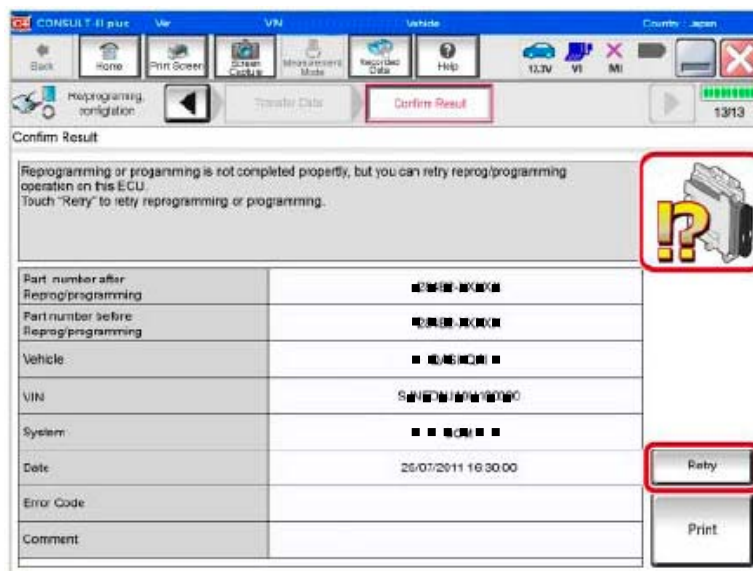 CONSULT-III plus Ver VIN Vehicle Country : Japan
Back Home Print Screen Screen Capture Measurement Mode Recorded Data Help 12.3V VI MI
Reprogramming, configuration Transfer Data Confirm Result 13/13
Confirm Result
Reprogramming or progamming is not completed propertly, but you can retry reprog/programming
operation on this ECU.
Touch "Retry" to retry reprogramming or programming.
!?
Part number after
Reprog/programming
Part number before
Reprog/programming
Vehicle
VIN
System
Date 26/07/2011 16:30:00
Retry
Error Code
Print
Comment